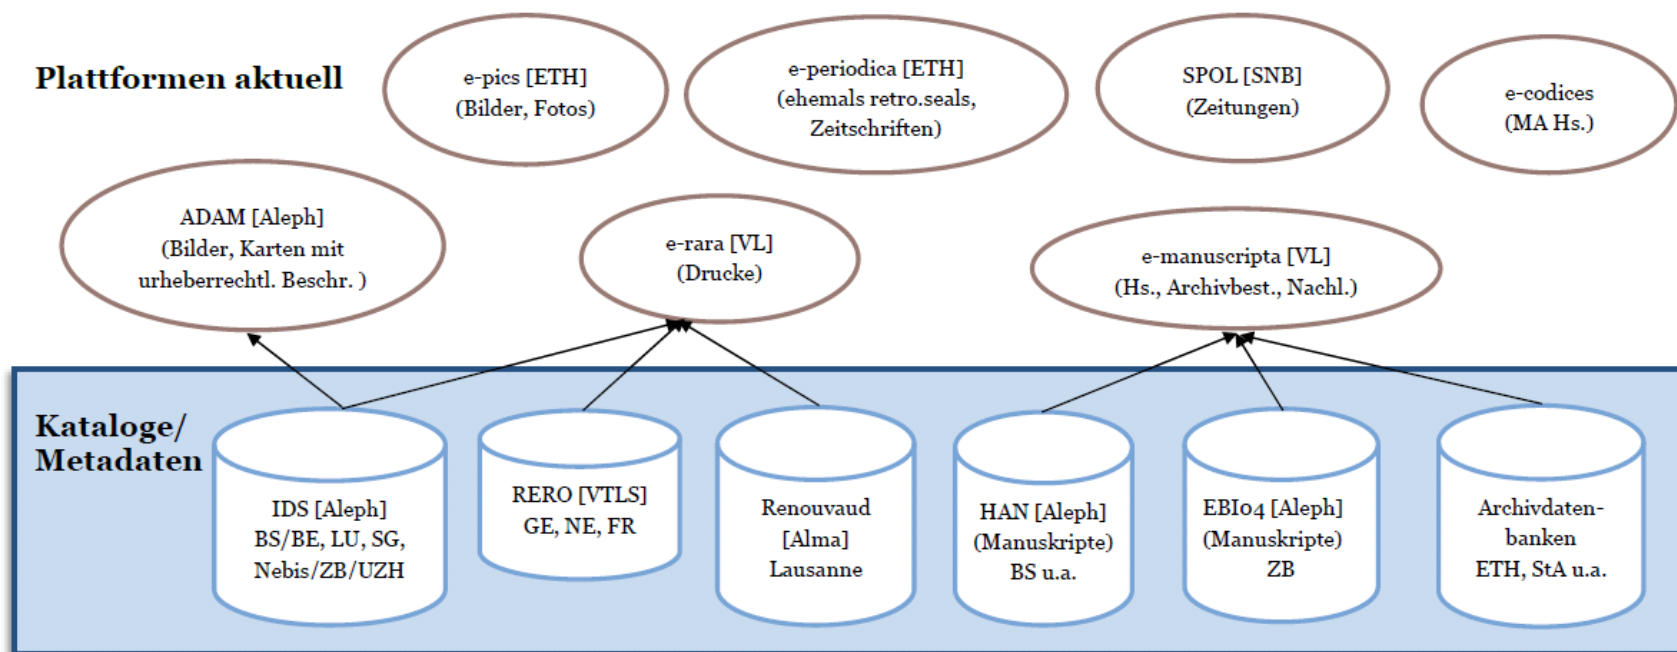 Plattformen aktuell
e-pics [ETH]
(Bilder, Fotos)
e-periodica [ETH]
(ehemals retro.seals,
Zeitschriften)
SPOL [SNB]
(Zeitungen)
e-codices
(MA Hs.)
ADAM [Aleph]
(Bilder, Karten mit
urheberrechtl. Beschr. )
e-rara [VL]
(Drucke)
e-manuscripta [VL]
(Hs., Archivbest., Nachl.)
Kataloge/
Metadaten
IDS [Aleph]
BS/BE, LU, SG,
Nebis/ZB/UZH
RERO [VTLS]
GE, NE, FR
Renouvaud
[Alma]
Lausanne
HAN [Aleph]
(Manuskripte)
BS u.a.
EBI04 [Aleph]
(Manuskripte)
ZB
Archivdaten-
banken
ETH, StA u.a.